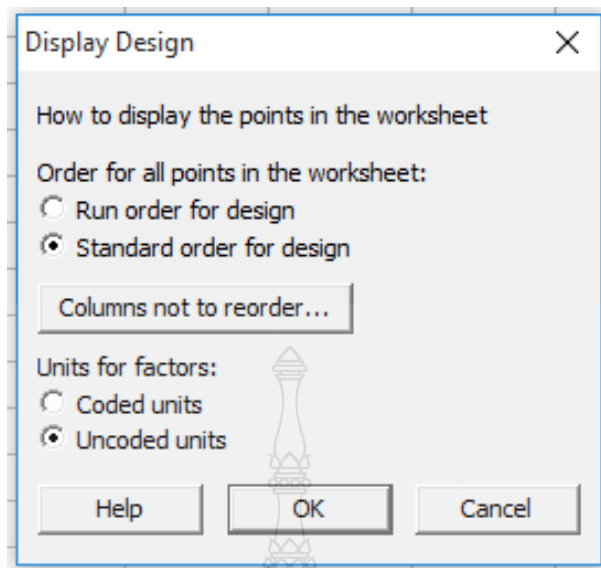 Display Design
How to display the points in the worksheet
Order for all points in the worksheet:
Run order for design
Standard order for design
Columns not to reorder...
Units for factors:
Coded units
Uncoded units
Help OK Cancel